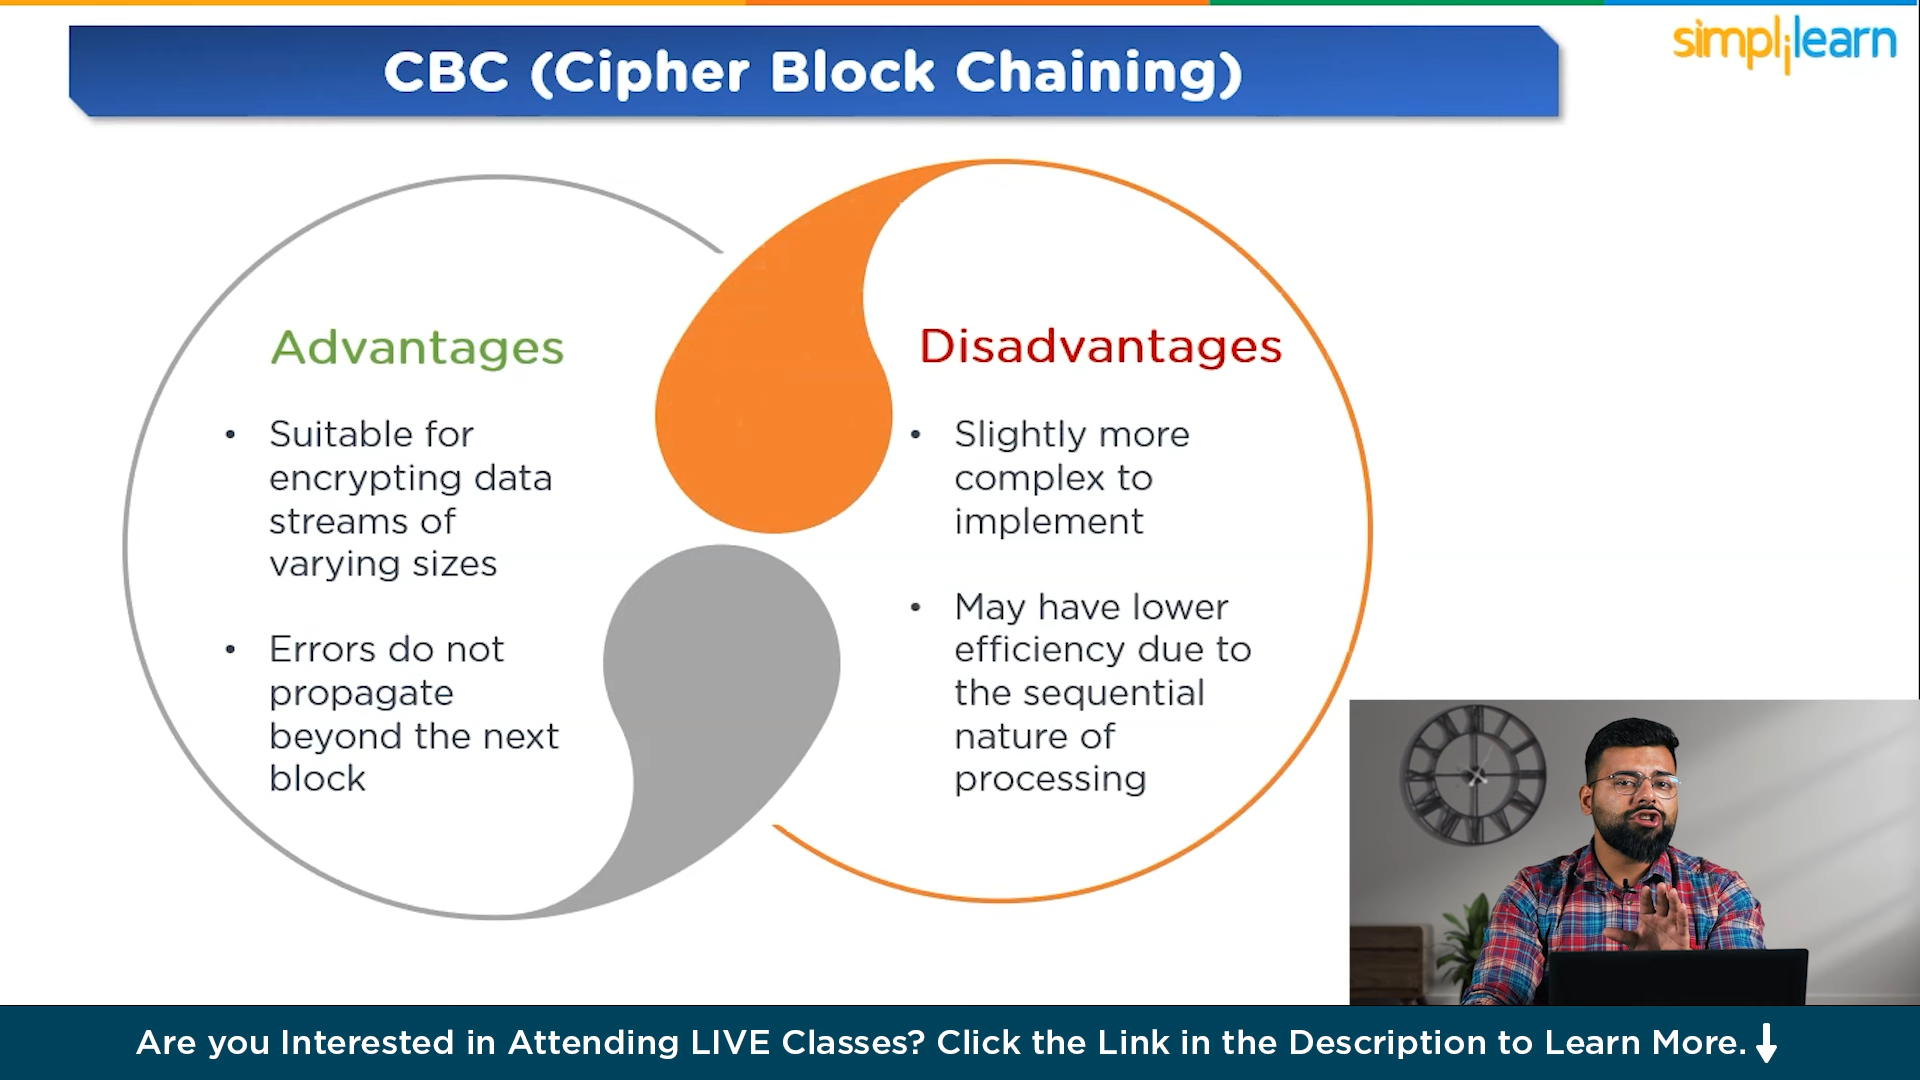 CBC (Cipher Block Chaining)
simplilearn
Advantages
• Suitable for
encrypting data
streams of
varying sizes
• Errors do not
propagate
beyond the next
block
Disadvantages
• Slightly more
complex to
implement
• May have lower
efficiency due to
the sequential
nature of
processing
Are you Interested in Attending LIVE Classes? Click the Link in the Description to Learn More.